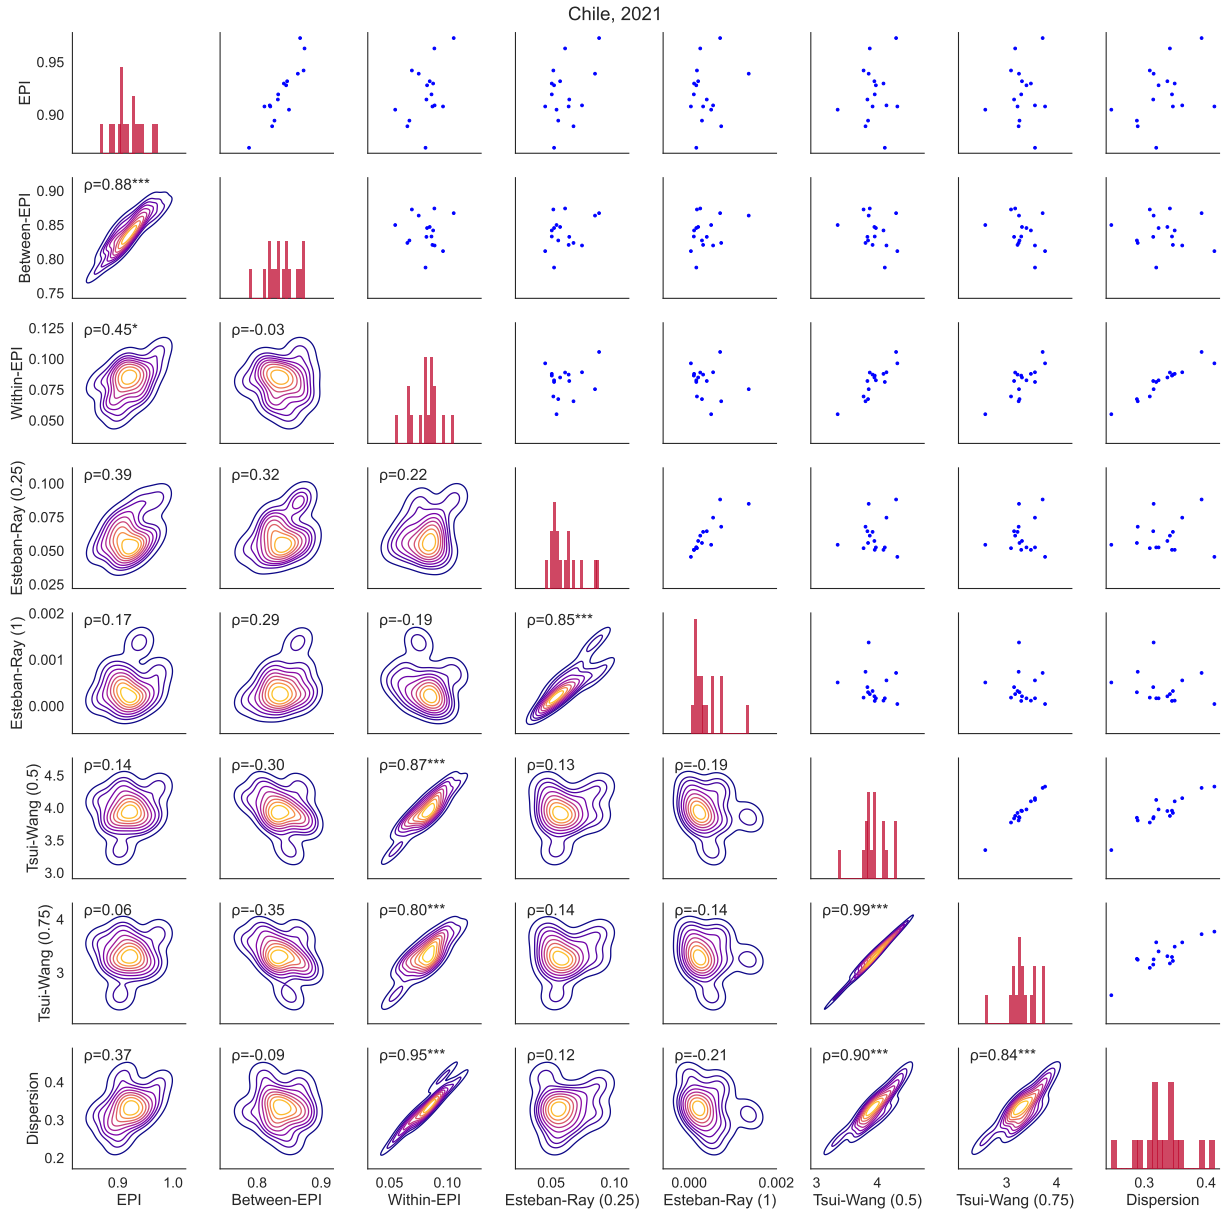 Chile, 2021
EPI
0.95
0.90
ρ=0.88***
Between-EPI
0.90
0.85
0.80
0.75
ρ=0.45*
ρ=-0.03
Within-EPI
0.125
0.100
0.075
0.050
ρ=0.39
ρ=0.32
ρ=0.22
Esteban-Ray (0.25)
0.100
0.075
0.050
0.025
ρ=0.17
ρ=0.29
ρ=-0.19
ρ=0.85***
Esteban-Ray (1)
0.002
0.001
0.000
ρ=0.14
ρ=-0.30
ρ=0.87***
ρ=0.13
ρ=-0.19
Tsui-Wang (0.5)
4.5
4.0
3.5
3.0
ρ=0.06
ρ=-0.35
ρ=0.80***
ρ=0.14
ρ=-0.14
ρ=0.99***
Tsui-Wang (0.75)
4
3
ρ=0.37
ρ=-0.09
ρ=0.95***
ρ=0.12
ρ=-0.21
ρ=0.90***
ρ=0.84***
Dispersion
0.4
0.3
0.2
0.9 1.0
0.8 0.9
0.05 0.10
0.05 0.10
0.000 0.002
3 4
3 4
0.3 0.4
EPI
Between-EPI
Within-EPI
Esteban-Ray (0.25)
Esteban-Ray (1)
Tsui-Wang (0.5)
Tsui-Wang (0.75)
Dispersion